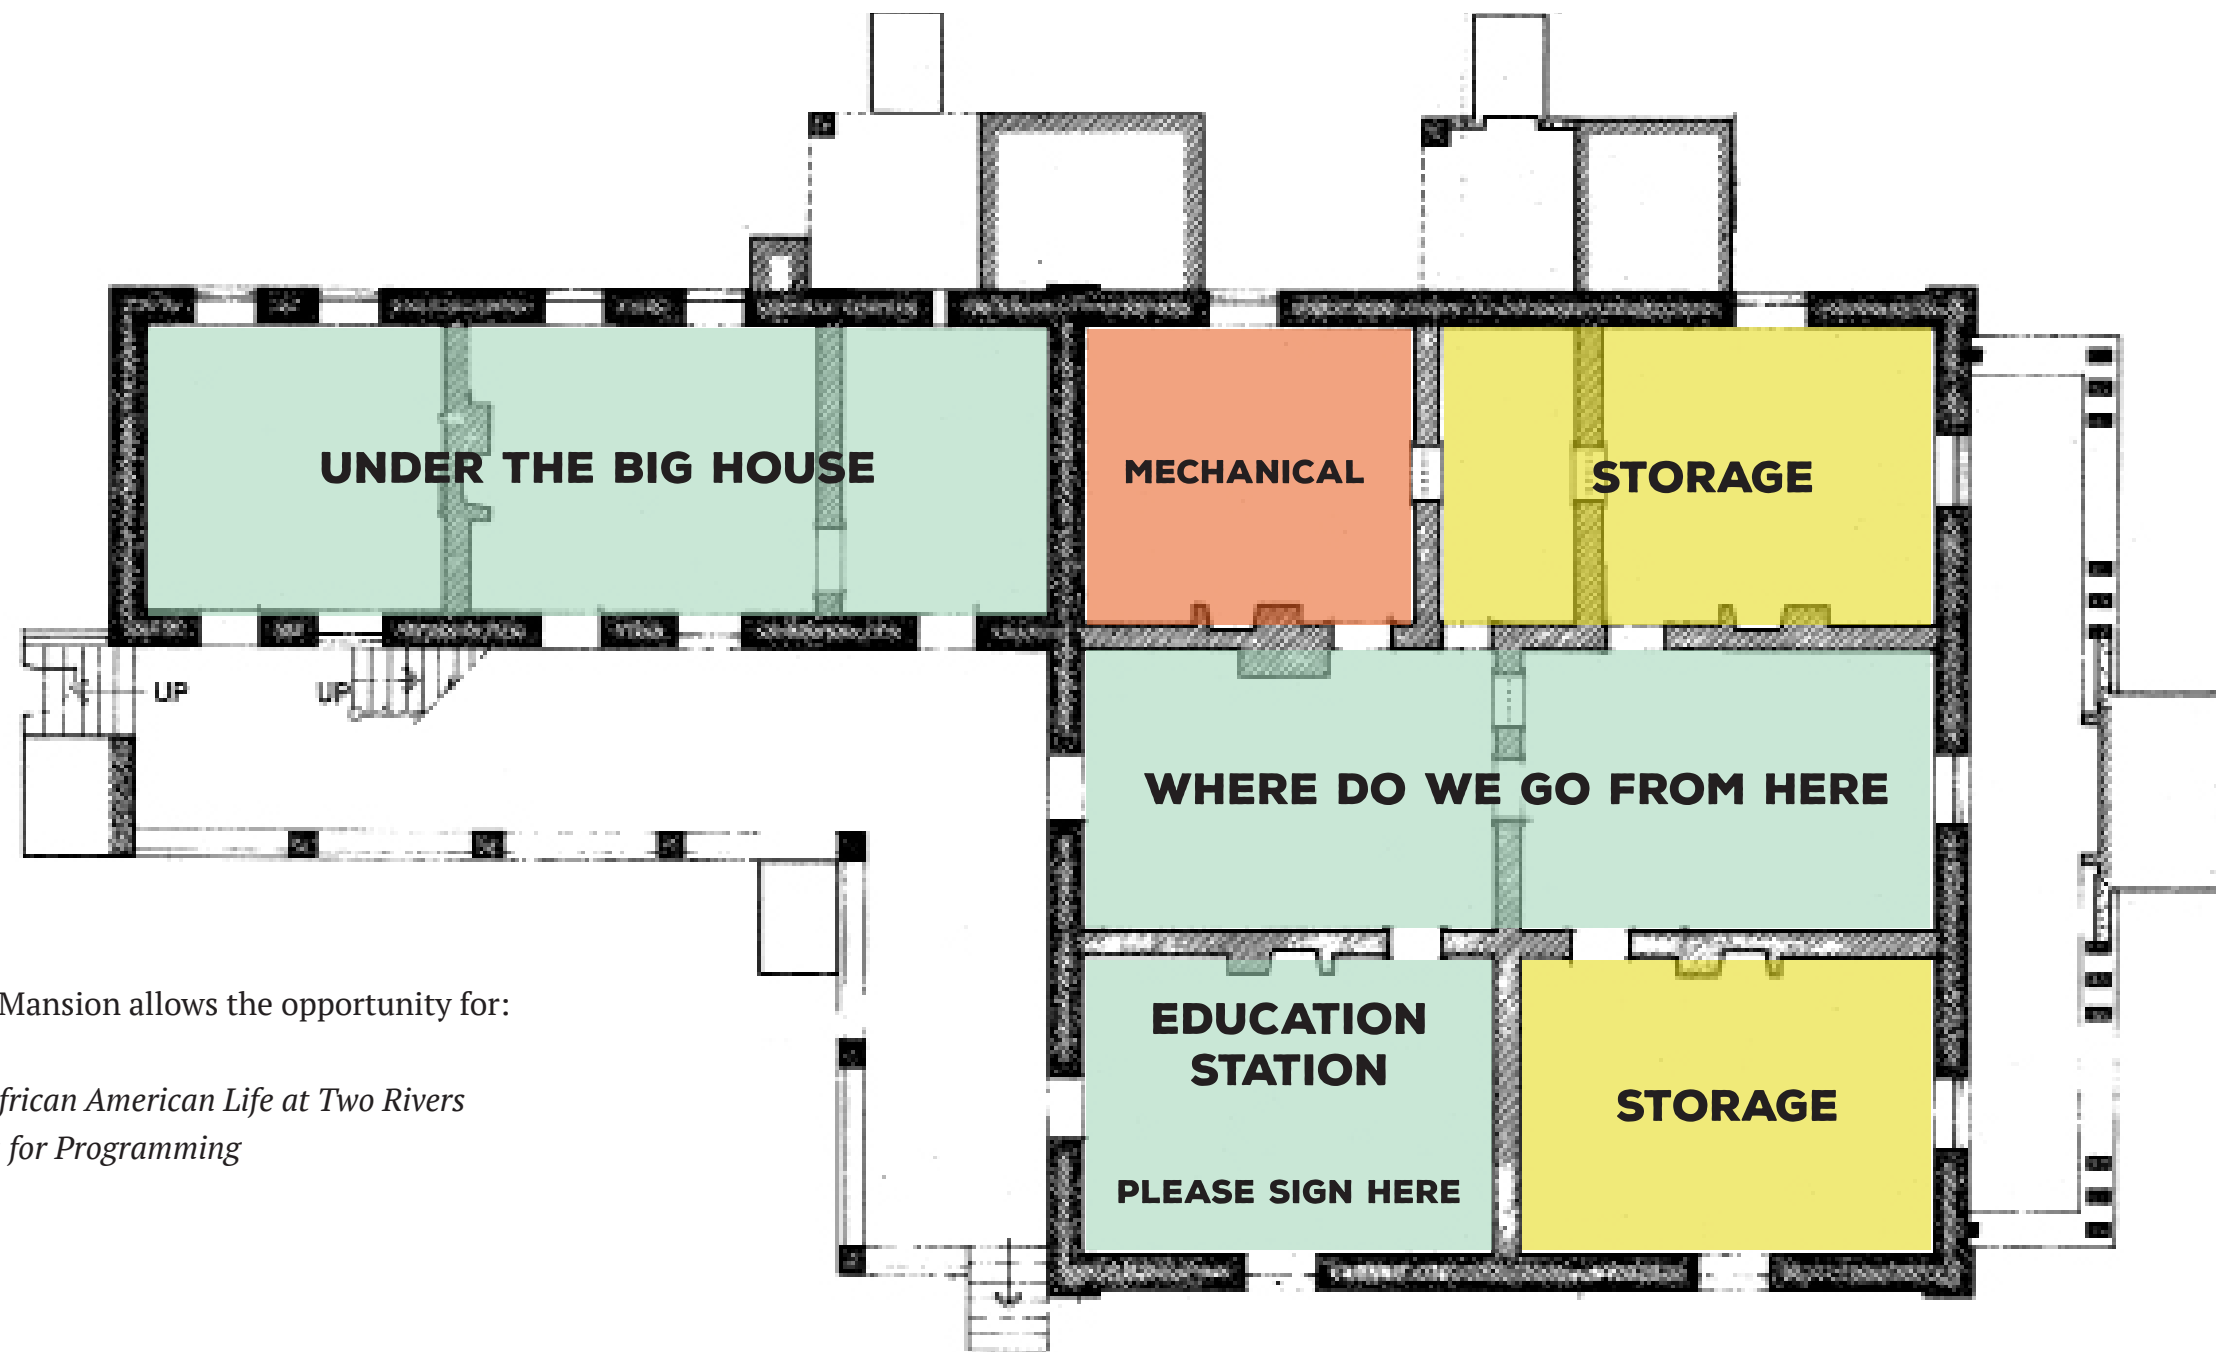 UNDER THE BIG HOUSE
MECHANICAL
STORAGE
UP
UP
WHERE DO WE GO FROM HERE
Mansion allows the opportunity for:
frican American Life at Two Rivers
for Programming
EDUCATION
STATION
PLEASE SIGN HERE
STORAGE